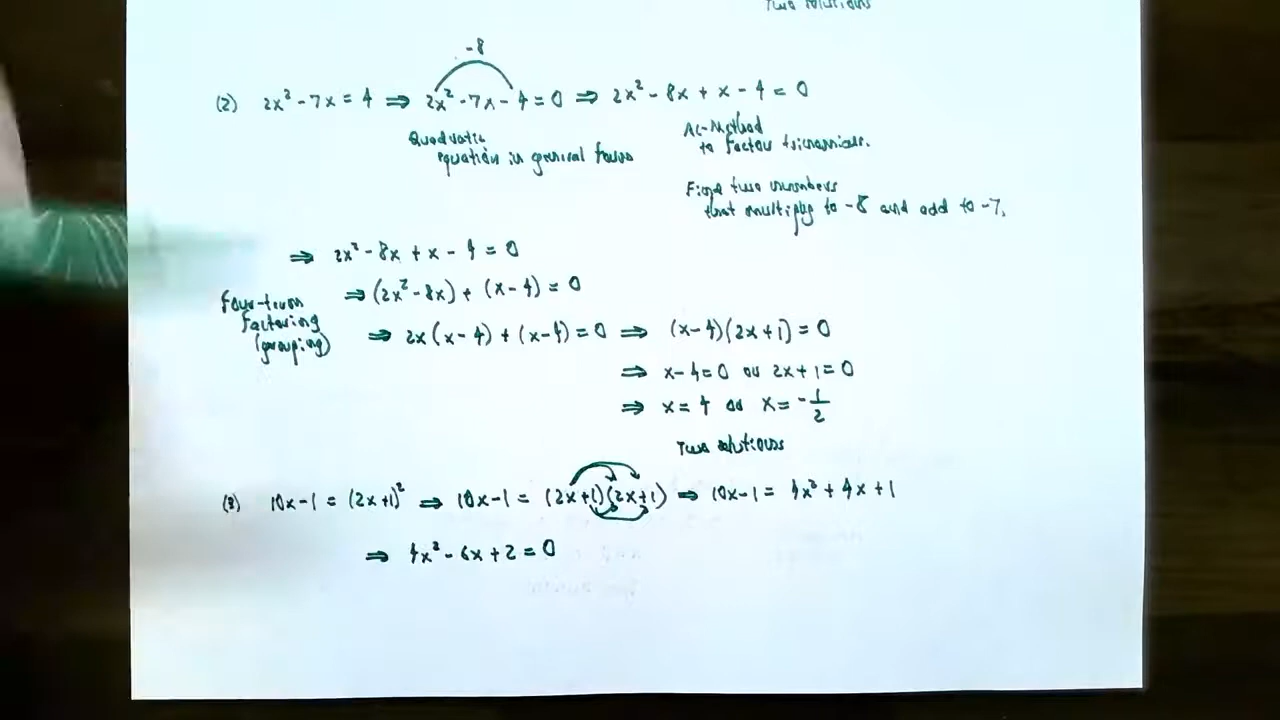 Two solutions
-8
(2) 2x² - 7x = 4 ⇒ 2x² - 7x - 4 = 0 ⇒ 2x² - 8x + x - 4 = 0
Quadratic
equation in general form
AC-Method
to factor trinomials.
Find two numbers
that multiply to -8 and add to -7.
⇒ 2x² - 8x + x - 4 = 0
Four-term
factoring
(grouping)
⇒ (2x² - 8x) + (x - 4) = 0
⇒ 2x(x - 4) + (x - 4) = 0 ⇒ (x - 4)(2x + 1) = 0
⇒ x - 4 = 0 or 2x + 1 = 0
⇒ x = 4 or x = -1/2
Two solutions
(3) 10x - 1 = (2x + 1)² ⇒ 10x - 1 = (2x + 1)(2x + 1) ⇒ 10x - 1 = 4x² + 4x + 1
⇒ 4x² - 6x + 2 = 0